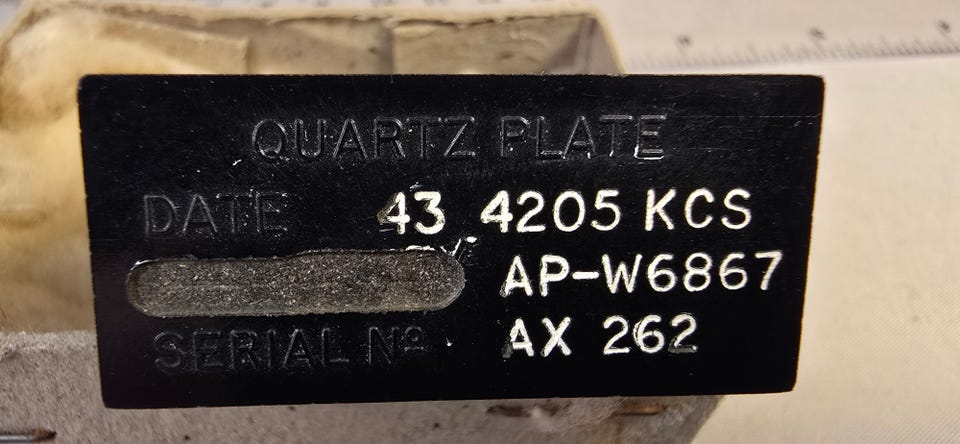 QUARTZ PLATE
DATE 43 4205 KCS
AP-W6867
SERIAL Nº AX 262